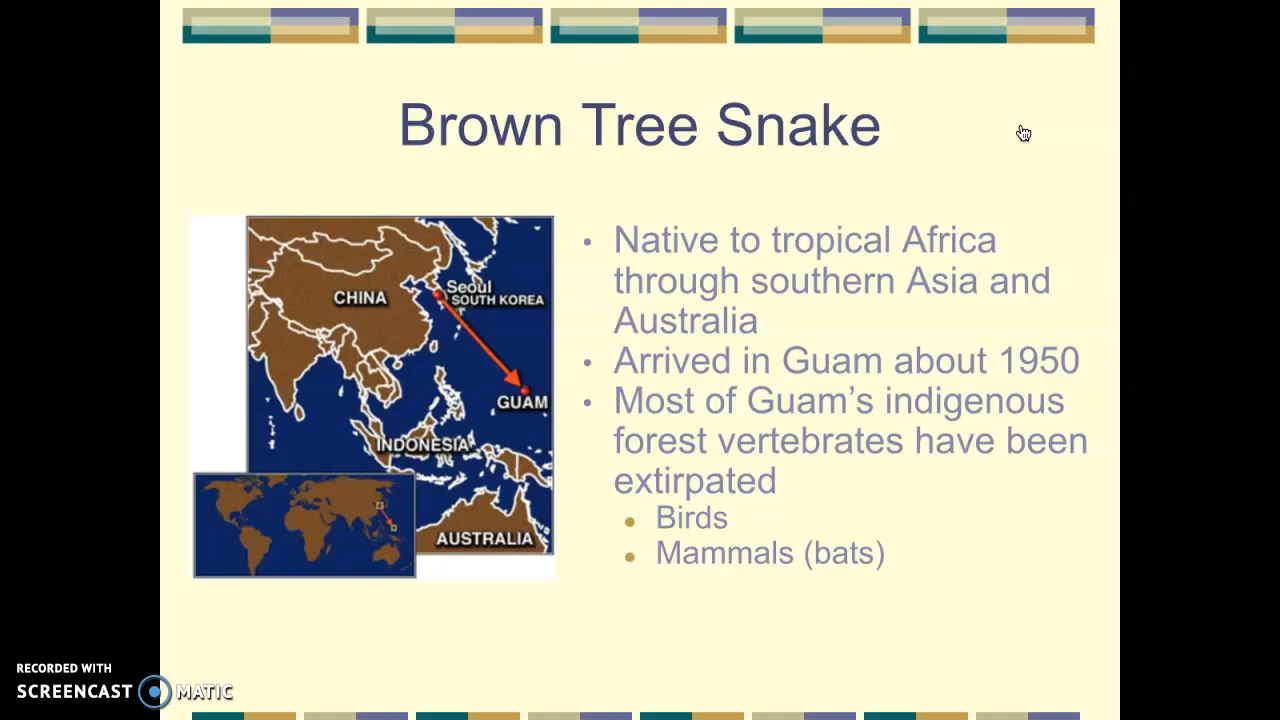 Brown Tree Snake
CHINA
Seoul
SOUTH KOREA
GUAM
INDONESIA
AUSTRALIA
• Native to tropical Africa
through southern Asia and
Australia
• Arrived in Guam about 1950
• Most of Guam’s indigenous
forest vertebrates have been
extirpated
• Birds
• Mammals (bats)
RECORDED WITH
SCREENCAST MATIC